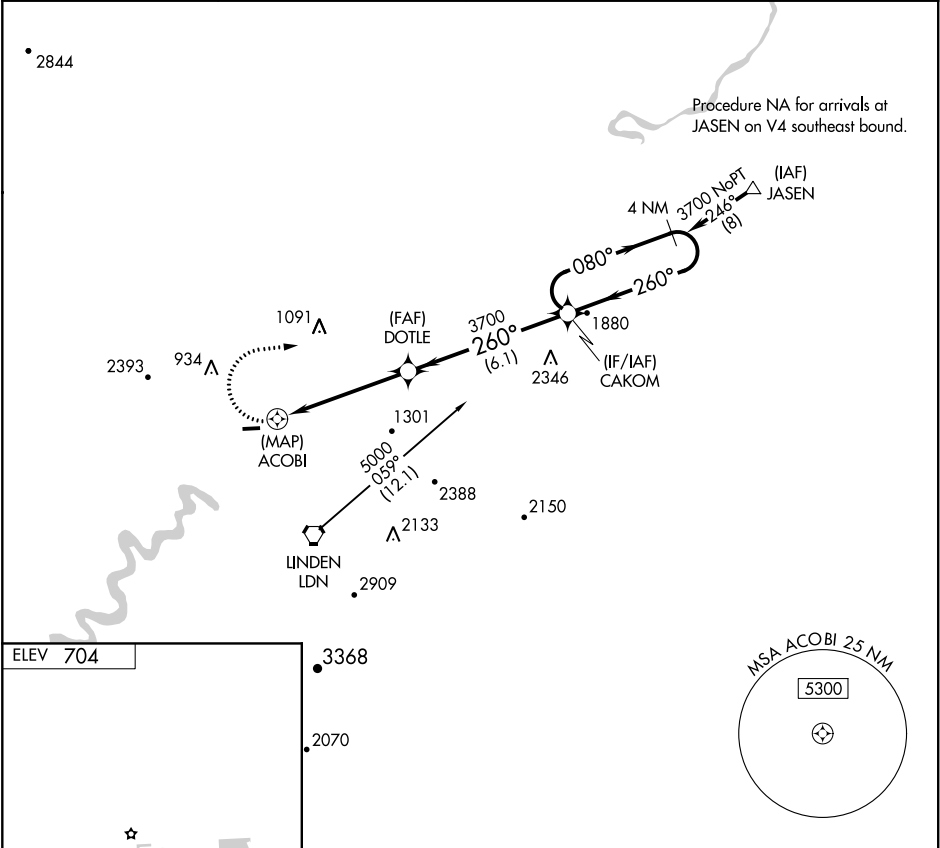 2844
Procedure NA for arrivals at
JASEN on V4 southeast bound.
(IAF)
JASEN
3700 NoPT
246°
(8)
4 NM
080°
260°
1880
(IF/IAF)
CAKOM
2346
3700
260°
(6.1)
(FAF)
DOTLE
1091
934
2393
(MAP)
ACOBI
1301
5000
059°
(12.1)
2388
2150
2133
LINDEN
LDN
2909
ELEV 704
3368
2070
MSA ACOBI 25 NM
5300